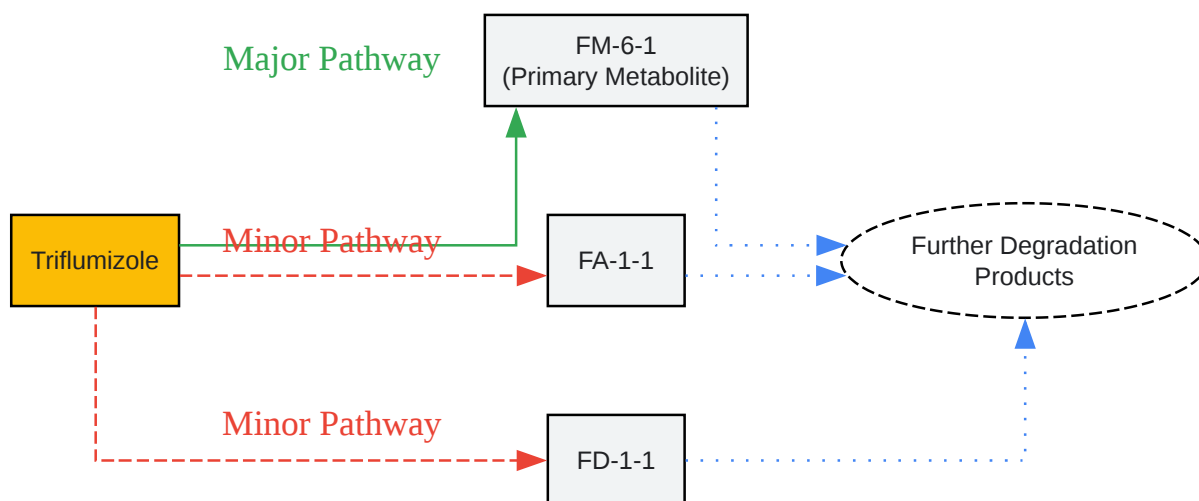 Major Pathway
FM-6-1
(Primary Metabolite)
Triflumizole
Minor Pathway
FA-1-1
Further Degradation
Products
Minor Pathway
FD-1-1